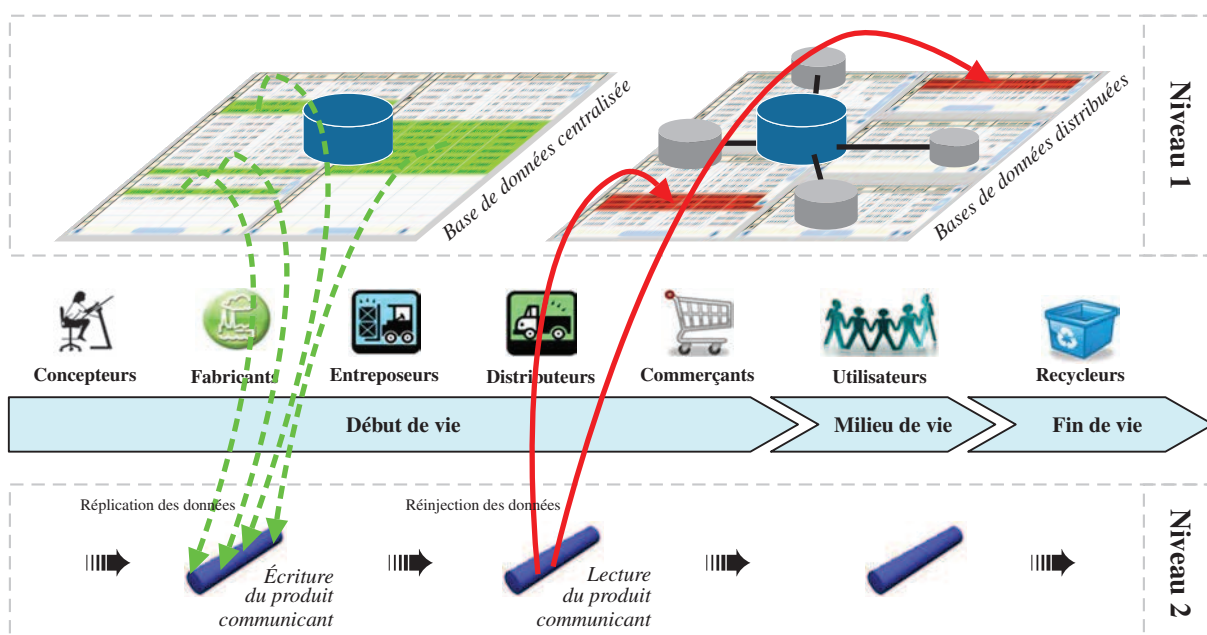 Base de données centralisée
Bases de données distribuées
Niveau 1
Concepteurs
Fabricants
Entreposeurs
Distributeurs
Commerçants
Utilisateurs
Recycleurs
Début de vie
Milieu de vie
Fin de vie
Réplication des données
Réinjection des données
Écriture
du produit
communicant
Lecture
du produit
communicant
Niveau 2